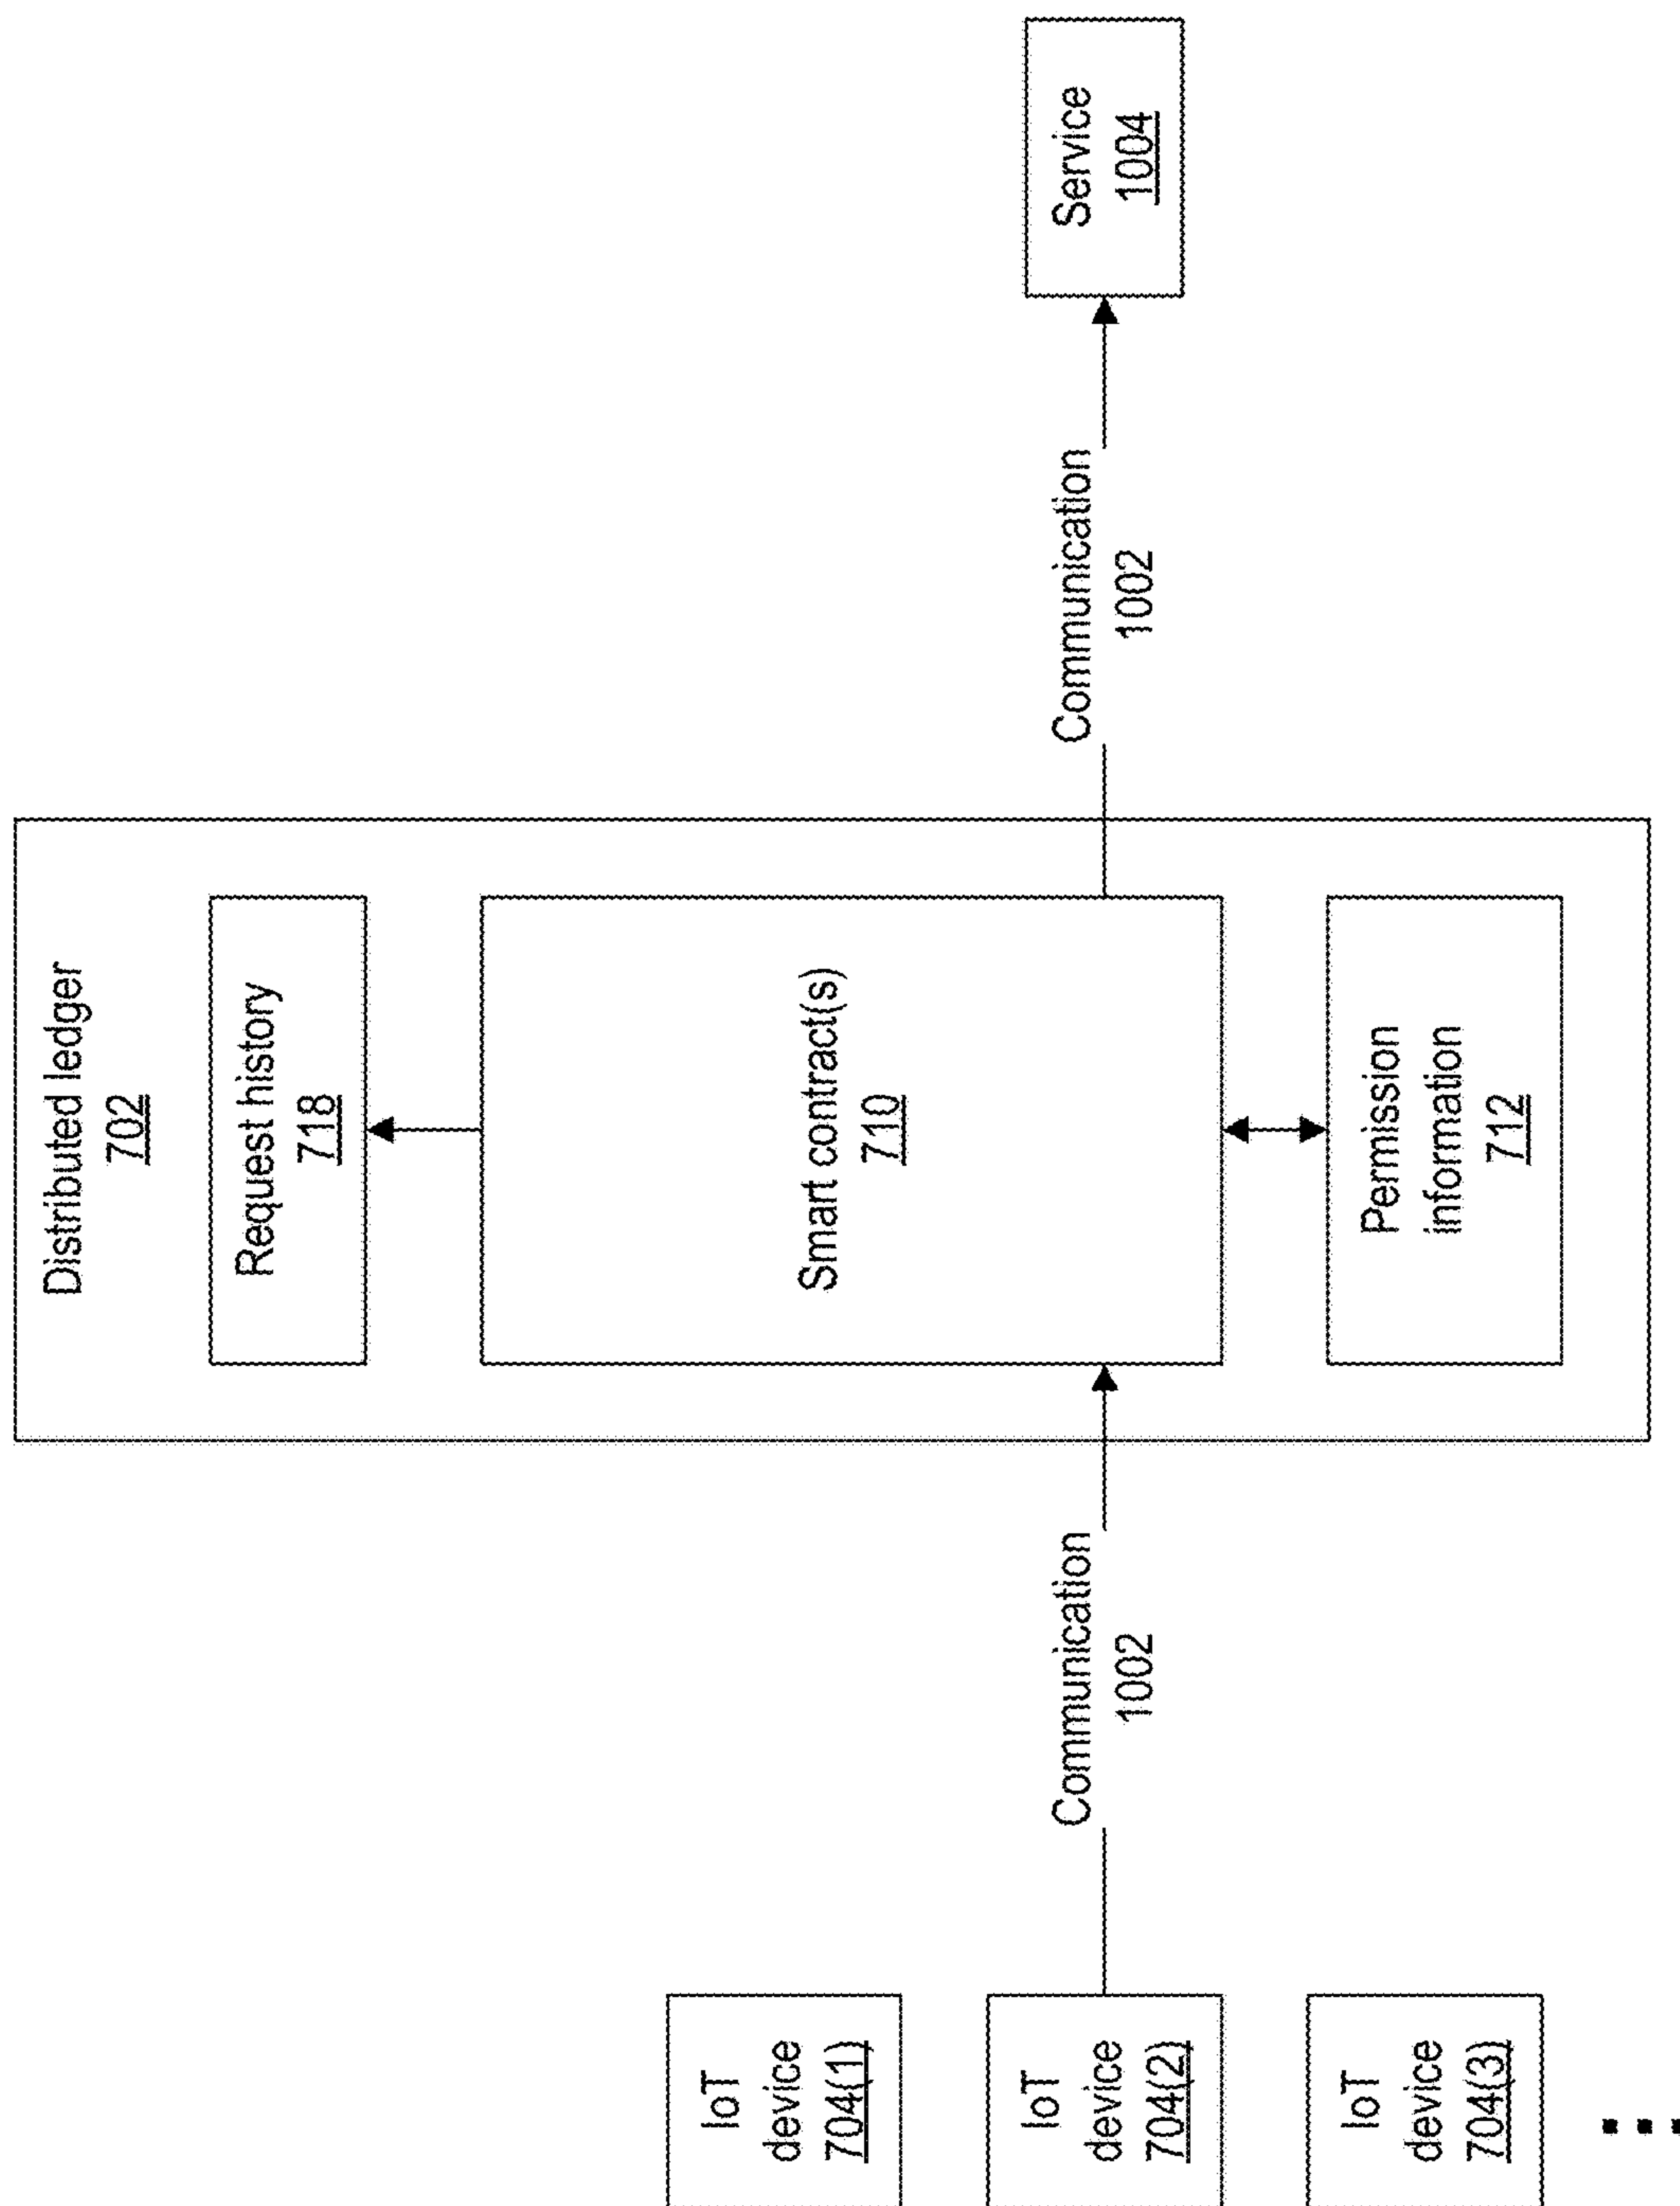 Distributed ledger
702
Request history
718
Smart contract(s)
710
Permission
information
712
IoT
device
704(1)
IoT
device
704(2)
IoT
device
704(3)
Communication
1002
Communication
1002
Service
1004